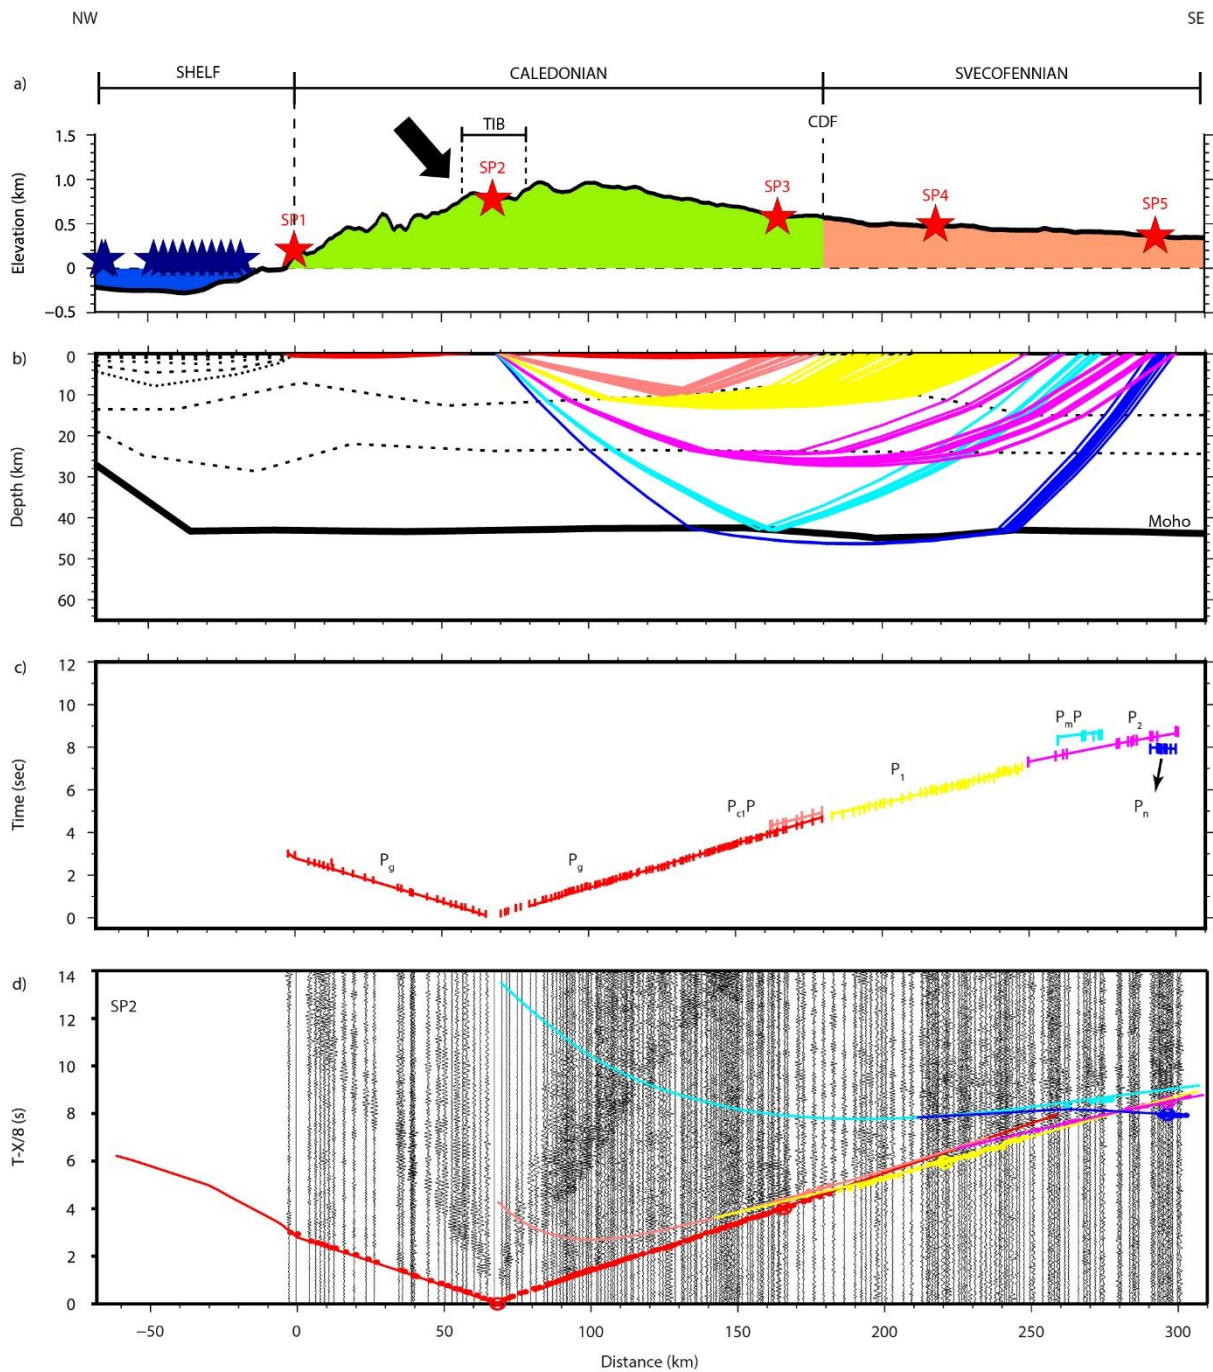 NW SE
SHELF CALEDONIAN SVECOFENNIAN
a)
TIB CDF
SP1 SP2 SP3 SP4 SP5
Elevation (km)
1.5
1.0
0.5
0
−0.5
b)
Depth (km)
0
10
20
30
40
50
60
Moho
c)
Time (sec)
12
10
8
6
4
2
0
PmP P2
P1
Pn
Pc1P
Pg Pg
d)
SP2
T-X/8 (s)
14
12
10
8
6
4
2
0
−50 0 50 100 150 200 250 300
Distance (km)